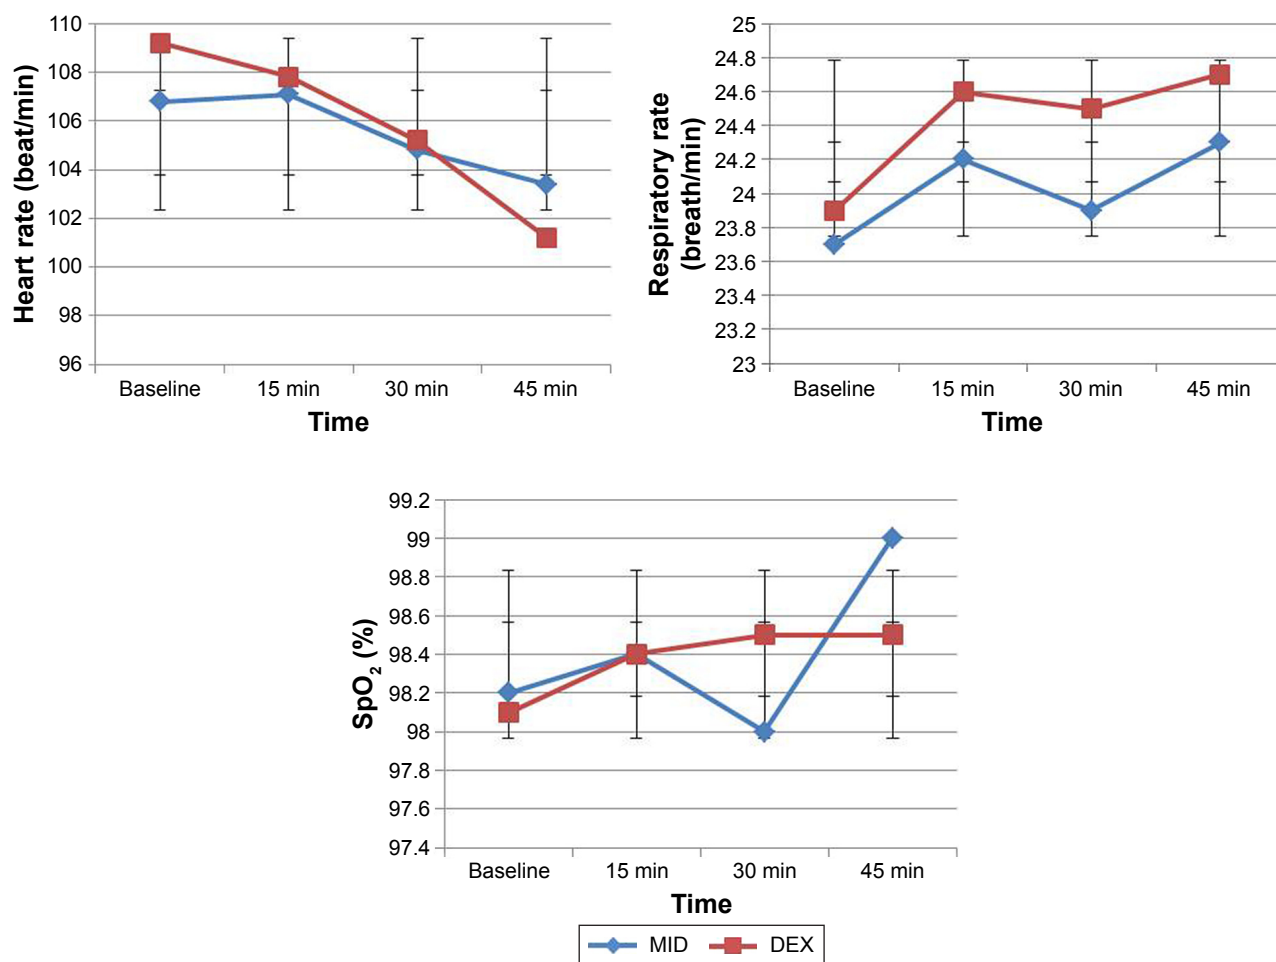 Heart rate (beat/min)
110
108
106
104
102
100
98
96
Baseline 15 min 30 min 45 min
Time
Respiratory rate
(breath/min)
25
24.8
24.6
24.4
24.2
24
23.8
23.6
23.4
23.2
23
Baseline 15 min 30 min 45 min
Time
SpO₂ (%)
99.2
99
98.8
98.6
98.4
98.2
98
97.8
97.6
97.4
Baseline 15 min 30 min 45 min
Time
MID DEX